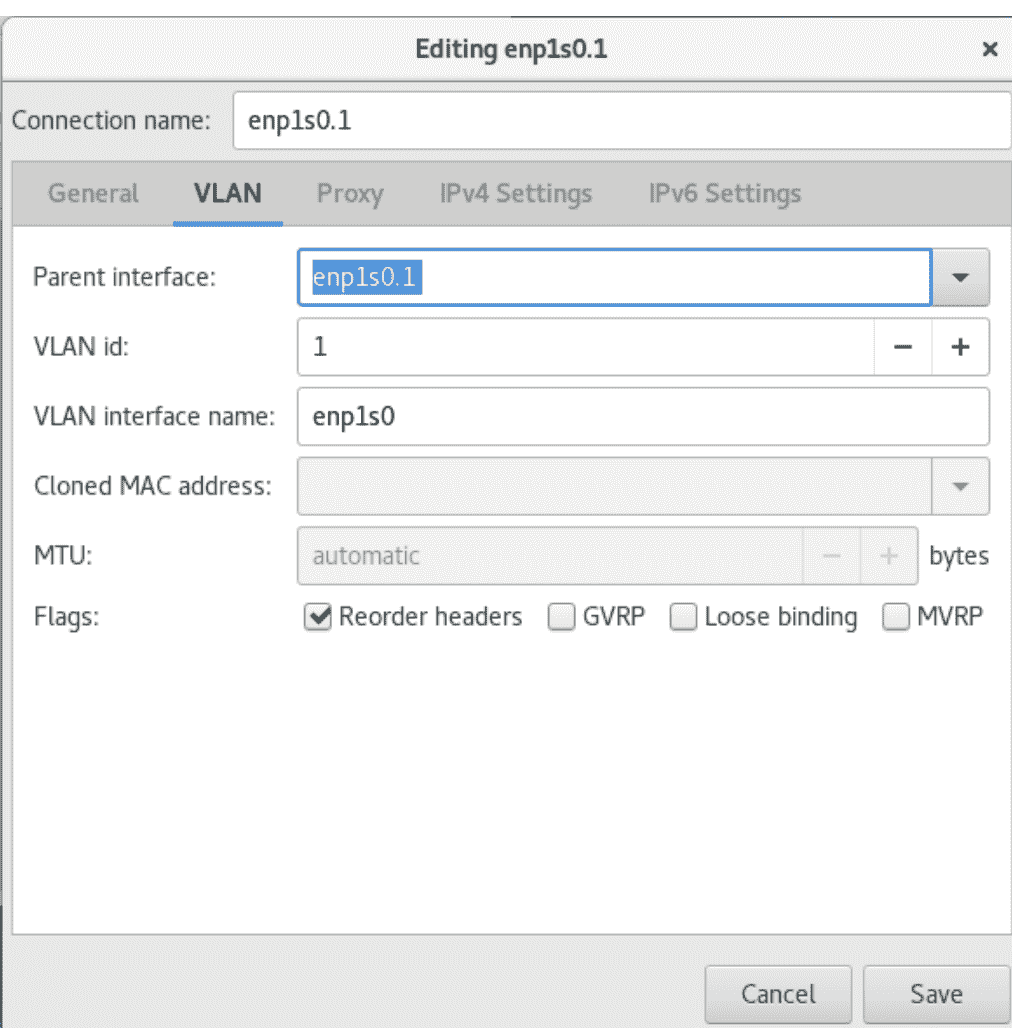 Editing enp1s0.1 ×
Connection name: enp1s0.1
General VLAN Proxy IPv4 Settings IPv6 Settings
Parent interface: enp1s0.1
VLAN id: 1 − +
VLAN interface name: enp1s0
Cloned MAC address:
MTU: automatic − + bytes
Flags: Reorder headers GVRP Loose binding MVRP
Cancel Save